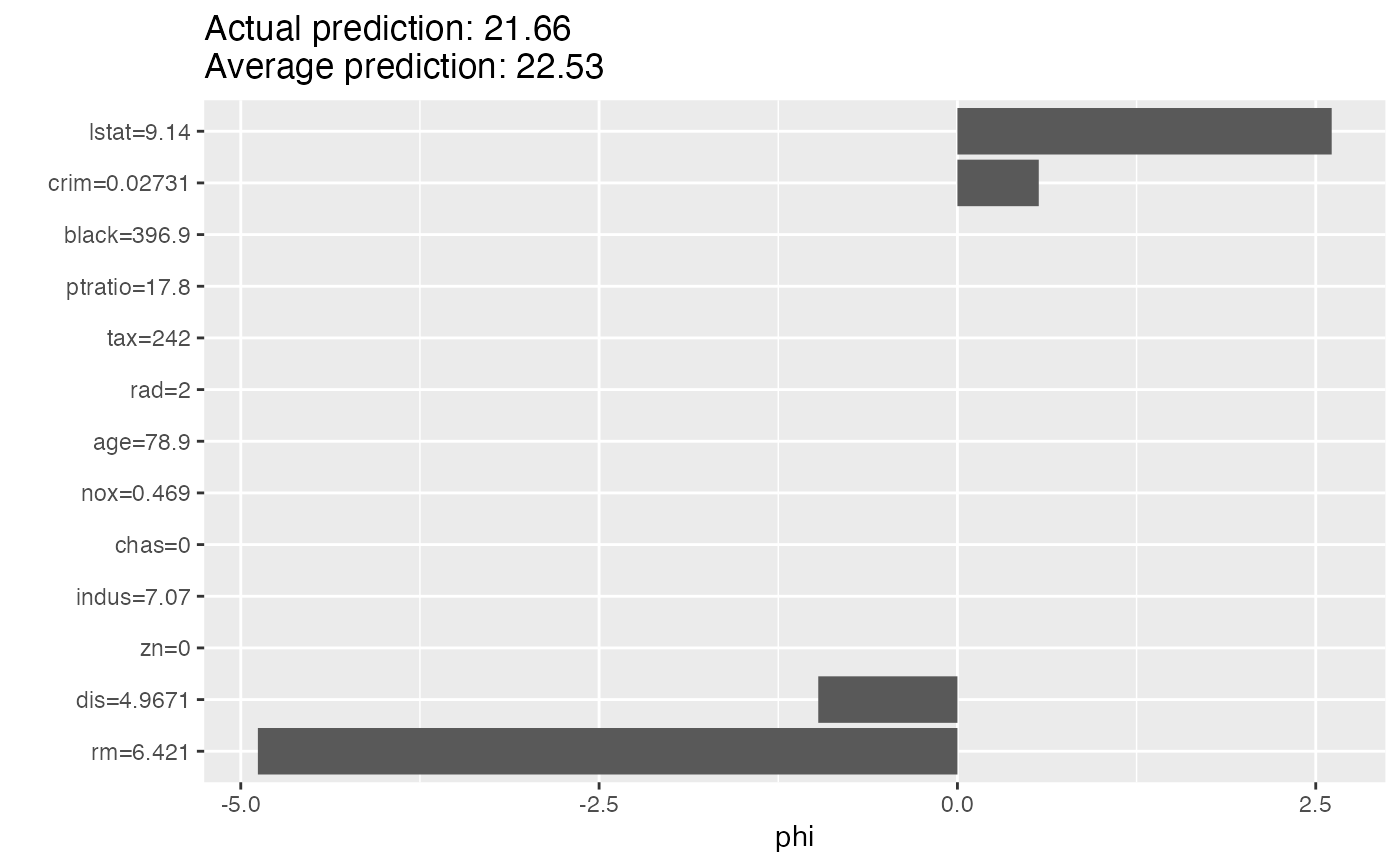 Actual prediction: 21.66
Average prediction: 22.53
lstat=9.14
crim=0.02731
black=396.9
ptratio=17.8
tax=242
rad=2
age=78.9
nox=0.469
chas=0
indus=7.07
zn=0
dis=4.9671
rm=6.421
-5.0 -2.5 0.0 2.5
phi